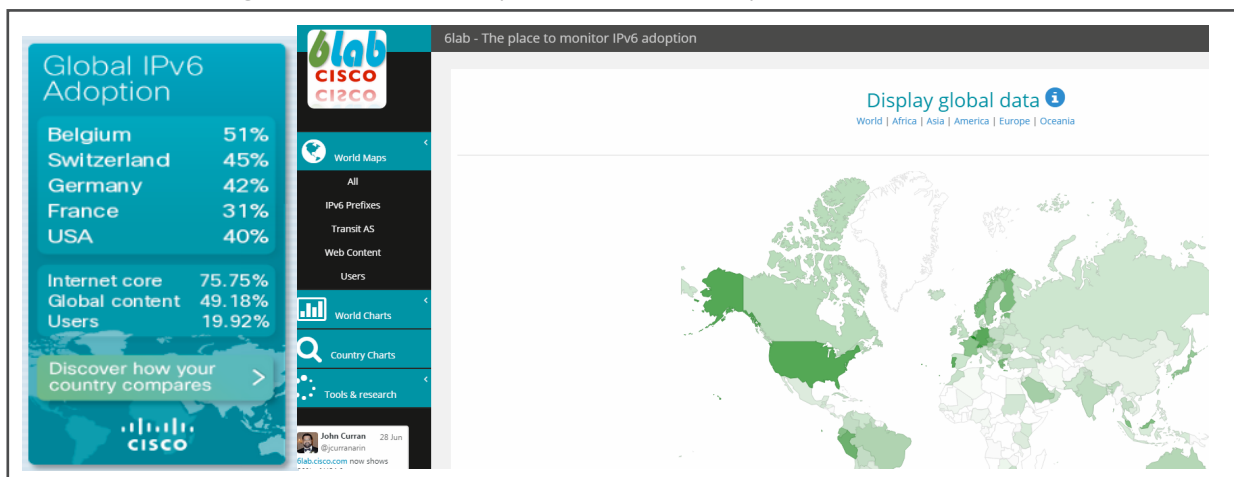 Global IPv6
Adoption
Belgium 51%
Switzerland 45%
Germany 42%
France 31%
USA 40%
Internet core 75.75%
Global content 49.18%
Users 19.92%
Discover how your
country compares >
CISCO
6lab
CISCO
6lab - The place to monitor IPv6 adoption
World Maps
All
IPv6 Prefixes
Transit AS
Web Content
Users
World Charts
Country Charts
Tools & research
John Curran 28 Jun
@jcurranarin
6lab.cisco.com now shows
Display global data
World | Africa | Asia | America | Europe | Oceania